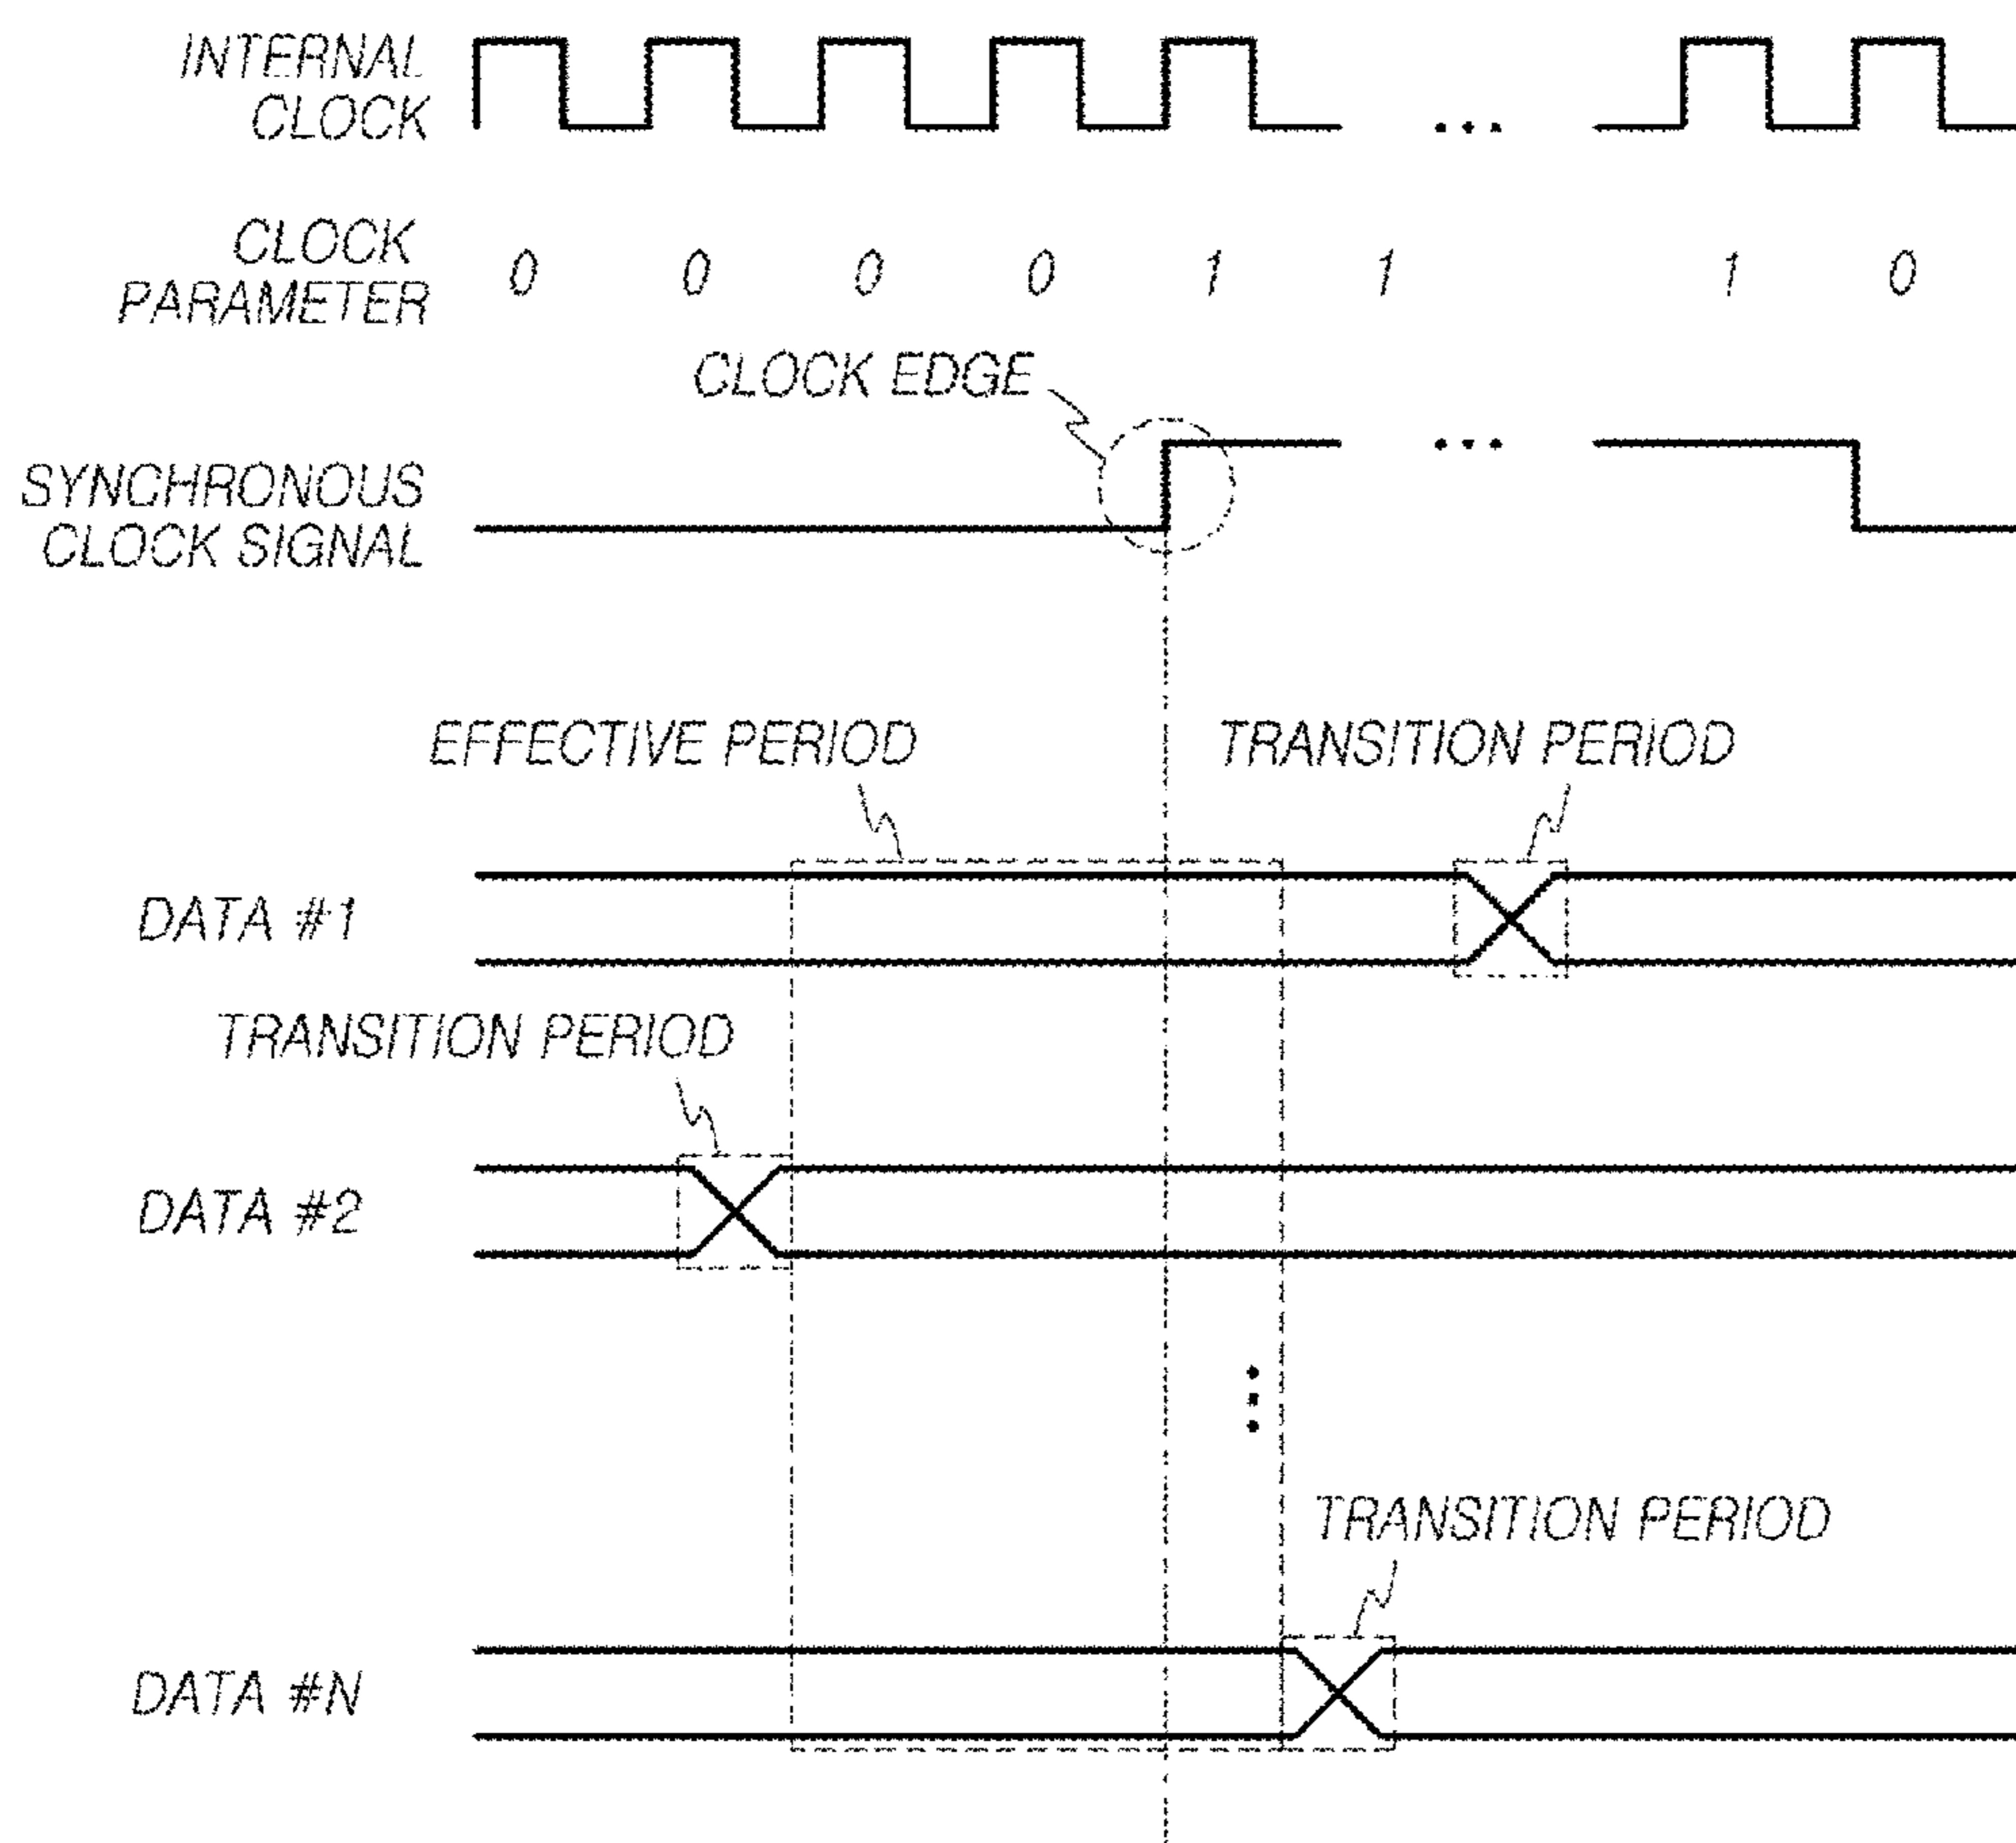 INTERNAL
CLOCK
CLOCK
PARAMETER
0 0 0 0 1 1 1 0
CLOCK EDGE
SYNCHRONOUS
CLOCK SIGNAL
EFFECTIVE PERIOD
TRANSITION PERIOD
DATA #1
TRANSITION PERIOD
DATA #2
TRANSITION PERIOD
DATA #N